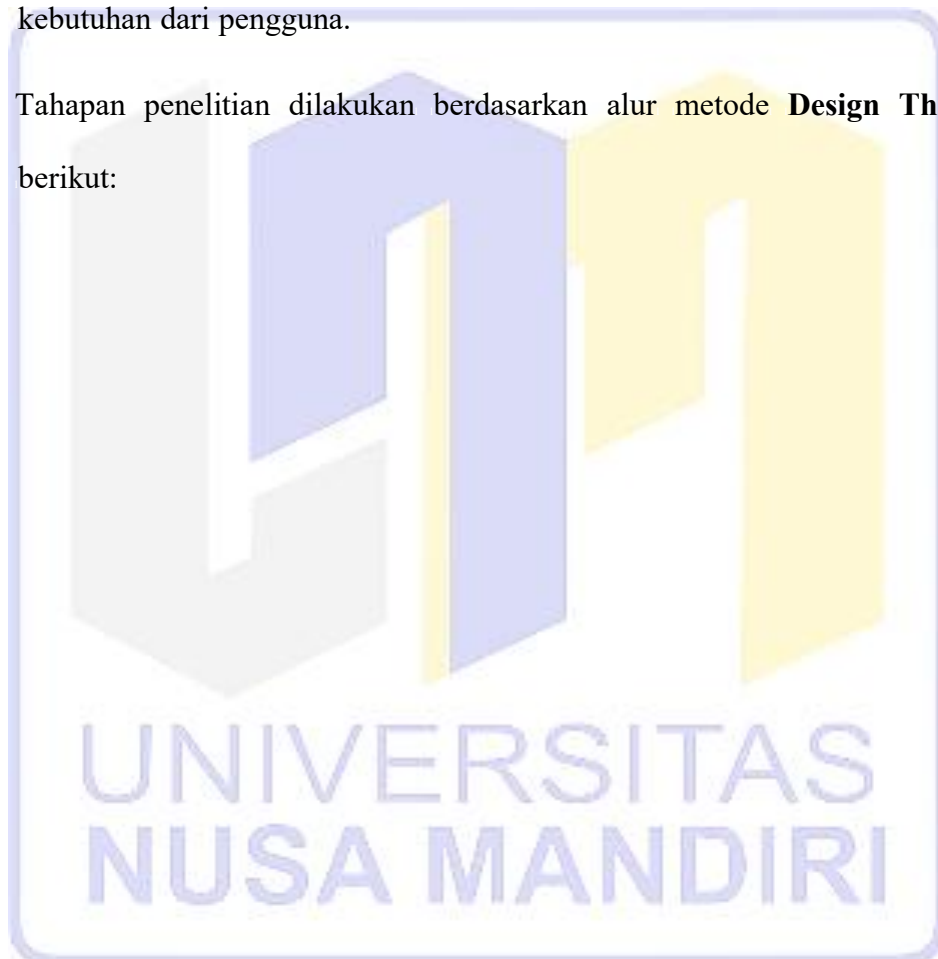 kebutuhan dari pengguna.
Tahapan penelitian dilakukan berdasarkan alur metode Design Th
berikut:
UNIVERSITAS
NUSA MANDIRI